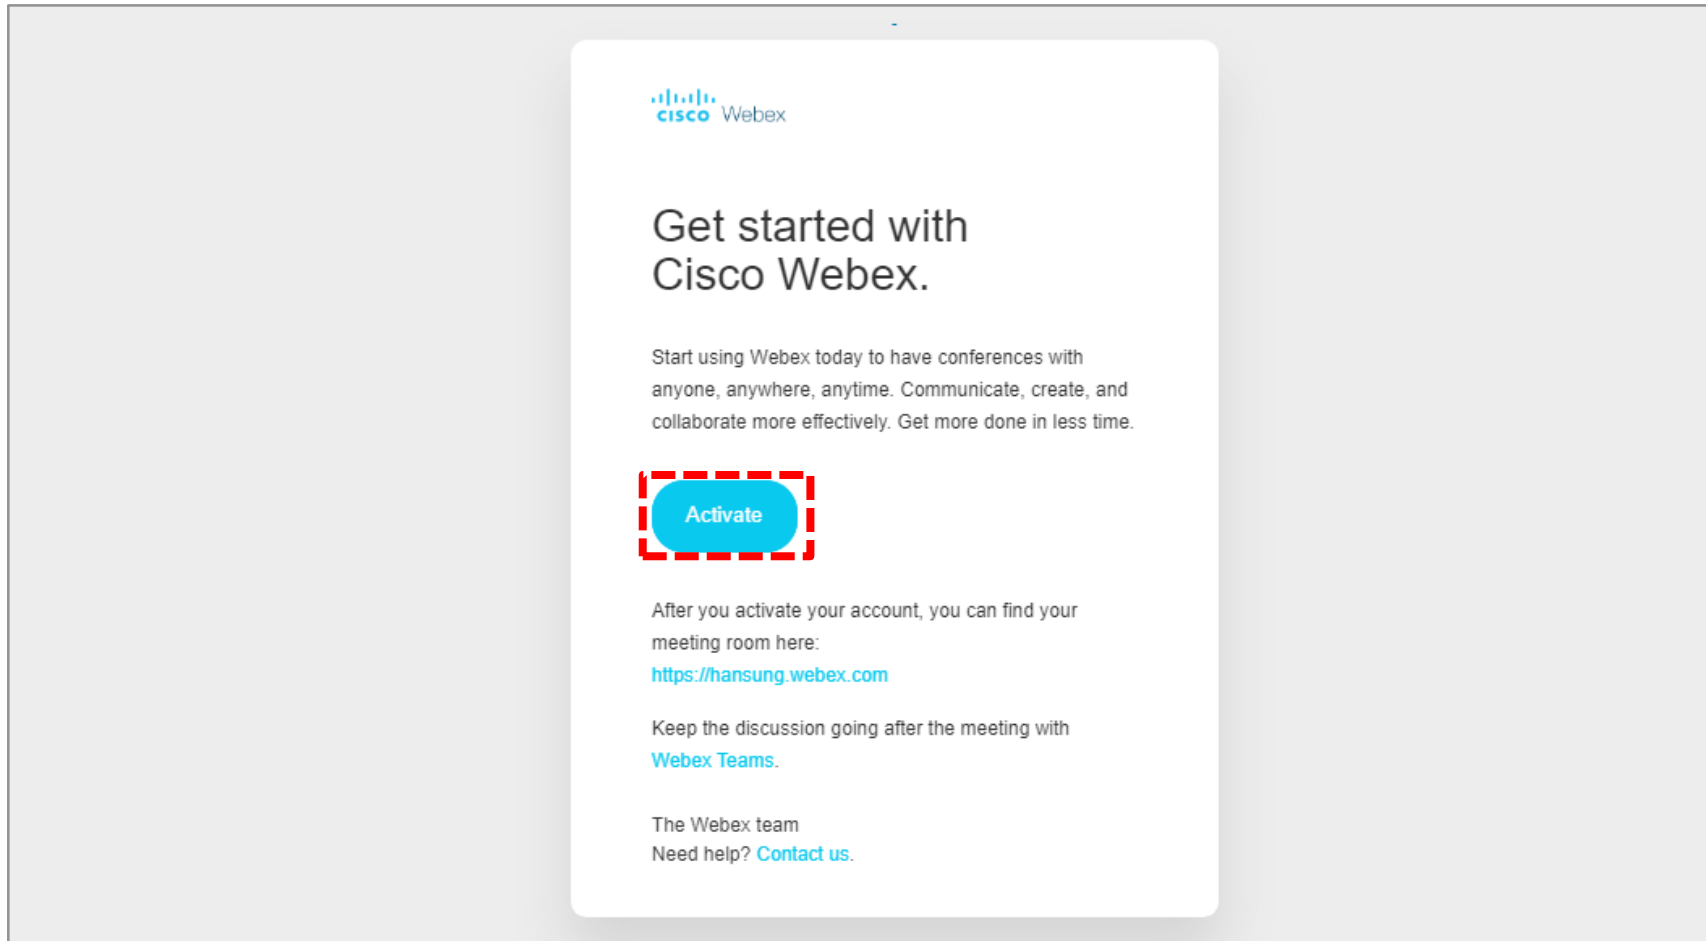 cisco Webex
Get started with
Cisco Webex.
Start using Webex today to have conferences with
anyone, anywhere, anytime. Communicate, create, and
collaborate more effectively. Get more done in less time.
Activate
After you activate your account, you can find your
meeting room here:
https://hansung.webex.com
Keep the discussion going after the meeting with
Webex Teams.
The Webex team
Need help? Contact us.